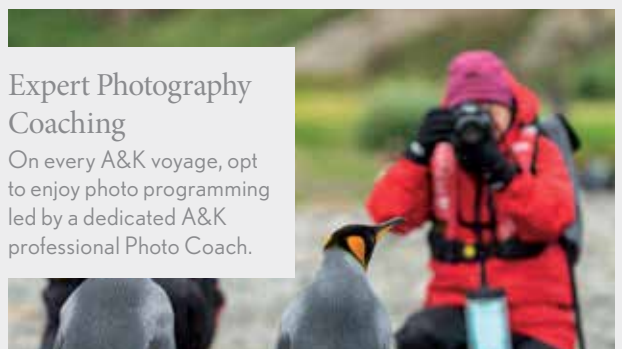 Expert Photography
Coaching
On every A&K voyage, opt
to enjoy photo programming
led by a dedicated A&K
professional Photo Coach.